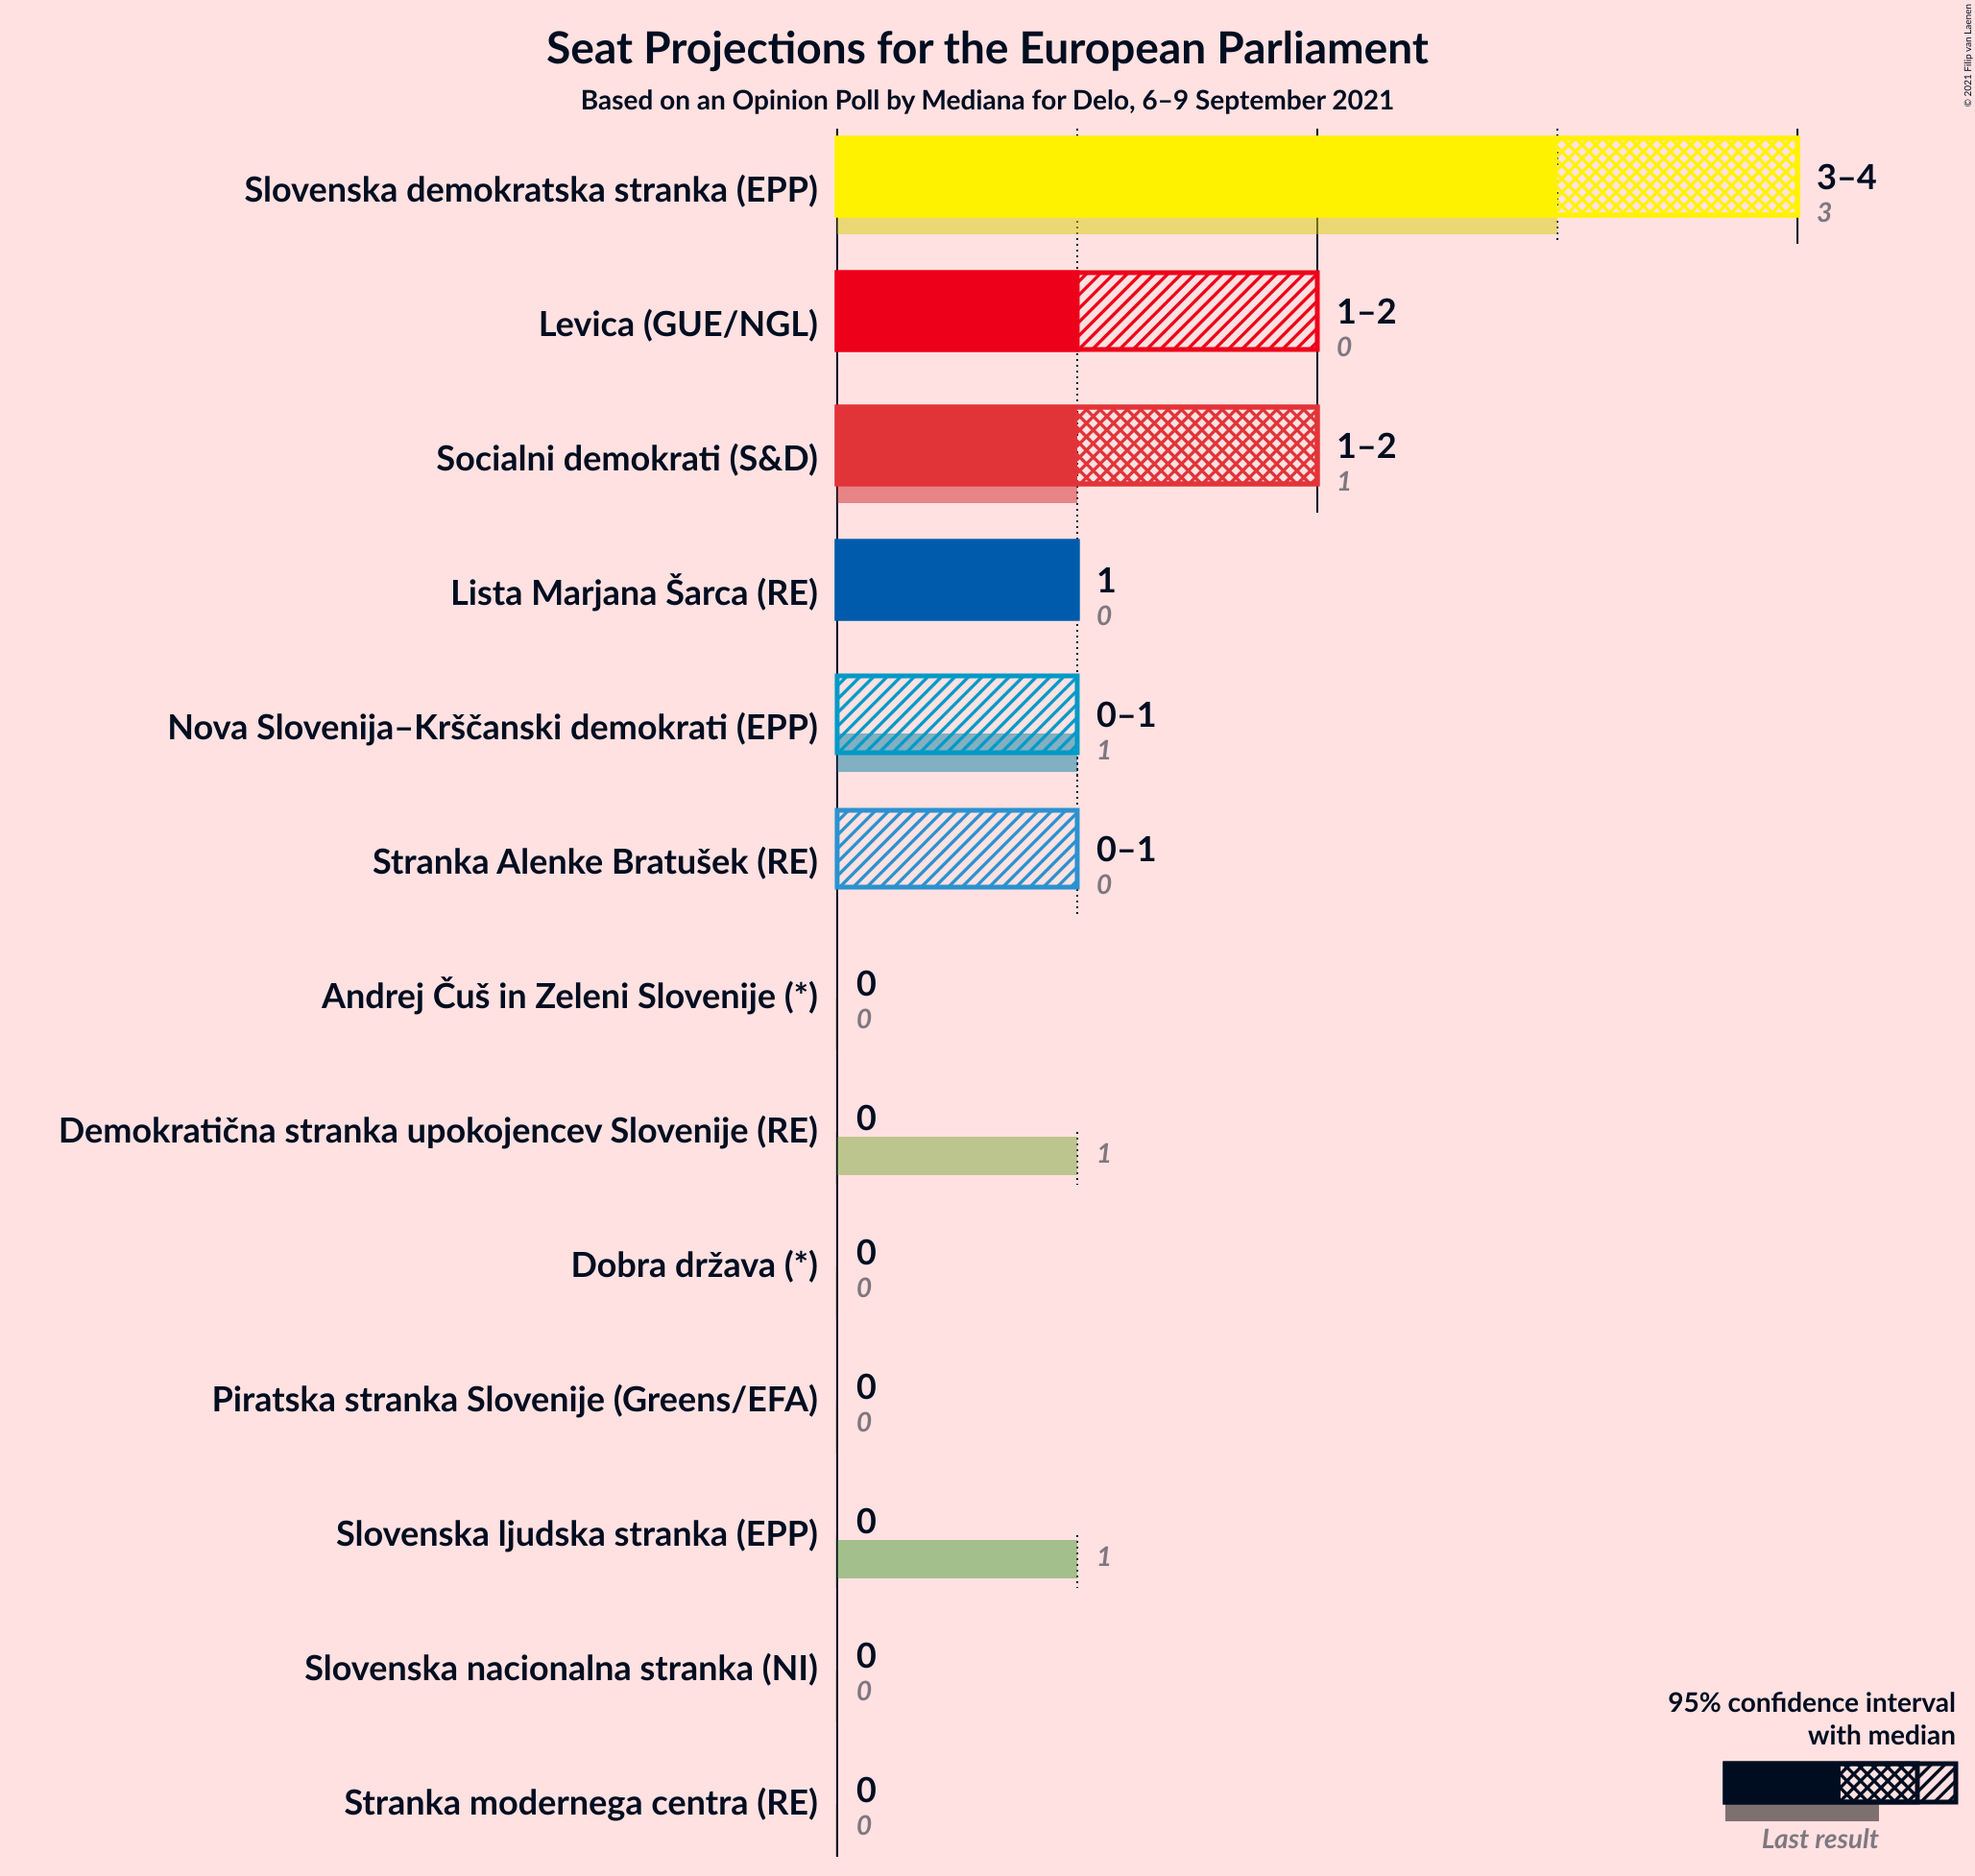 Seat Projections for the European Parliament
Based on an Opinion Poll by Mediana for Delo, 6–9 September 2021
© 2021 Filip van Laenen
Slovenska demokratska stranka (EPP)
3–4
3
Levica (GUE/NGL)
1–2
0
Socialni demokrati (S&D)
1–2
1
Lista Marjana Šarca (RE)
1
0
Nova Slovenija–Krščanski demokrati (EPP)
0–1
1
Stranka Alenke Bratušek (RE)
0–1
0
Andrej Čuš in Zeleni Slovenije (*)
0
0
Demokratična stranka upokojencev Slovenije (RE)
0
1
Dobra država (*)
0
0
Piratska stranka Slovenije (Greens/EFA)
0
0
Slovenska ljudska stranka (EPP)
0
1
Slovenska nacionalna stranka (NI)
0
0
Stranka modernega centra (RE)
0
0
95% confidence interval
with median
Last result